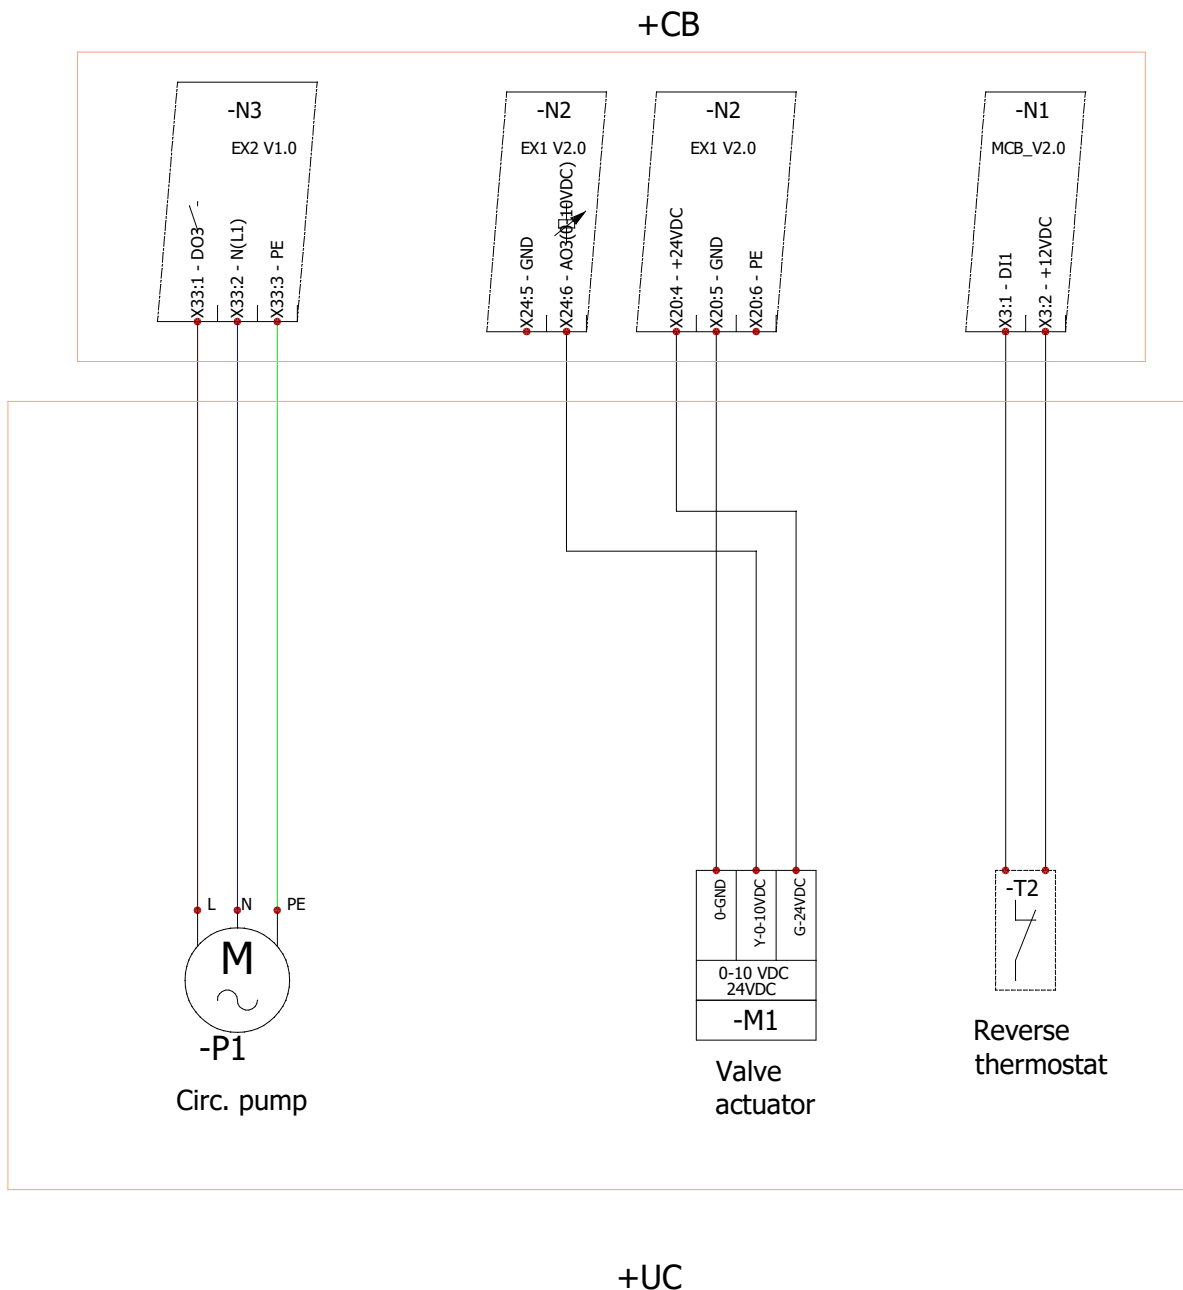 +CB
-N3
EX2 V1.0
X33:1 - DO3
X33:2 - N(L1)
X33:3 - PE
-N2
EX1 V2.0
X24:5 - GND
X24:6 - AO3(0-10VDC)
-N2
EX1 V2.0
X20:4 - +24VDC
X20:5 - GND
X20:6 - PE
-N1
MCB_V2.0
X3:1 - DI1
X3:2 - +12VDC
L
N
PE
M
-P1
Circ. pump
0-GND
Y-0-10VDC
G-24VDC
0-10 VDC
24VDC
-M1
Valve
actuator
-T2
Reverse
thermostat
+UC